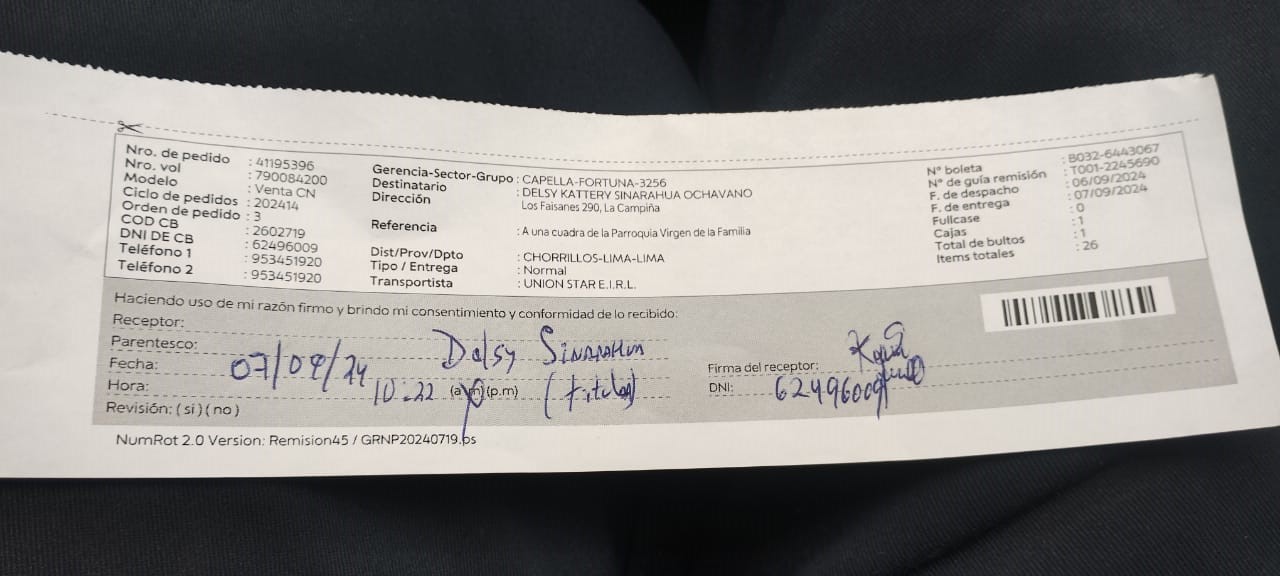 Nro. de pedido : 41195396
Nro. vol : 790084200
Modelo : Venta CN
Ciclo de pedidos : 202414
Orden de pedido : 3
COD CB : 2602719
DNI DE CB : 62496009
Teléfono 1 : 953451920
Teléfono 2 : 953451920
Gerencia-Sector-Grupo : CAPELLA-FORTUNA-3256
Destinatario : DELSY KATTERY SINARAHUA OCHAVANO
Dirección : Los Faisanes 290, La Campiña
Referencia : A una cuadra de la Parroquia Virgen de la Familia
Dist/Prov/Dpto : CHORRILLOS-LIMA-LIMA
Tipo / Entrega : Normal
Transportista : UNION STAR E.I.R.L.
N° boleta : B032-6443067
N° de guía remisión : T001-2245690
F. de despacho : 06/09/2024
F. de entrega : 07/09/2024
Fullcase : 0
Cajas : 1
Total de bultos : 1
Items totales : 26
Haciendo uso de mi razón firmo y brindo mi consentimiento y conformidad de lo recibido:
Receptor: Delsy Sinarahua
Parentesco: (titular)
Fecha: 07/09/24
Hora: 10:22 (a.m) (p.m)
Revisión: ( si ) ( no )
Firma del receptor:
DNI: 62496009
NumRot 2.0 Version: Remision45 / GRNP20240719.ps